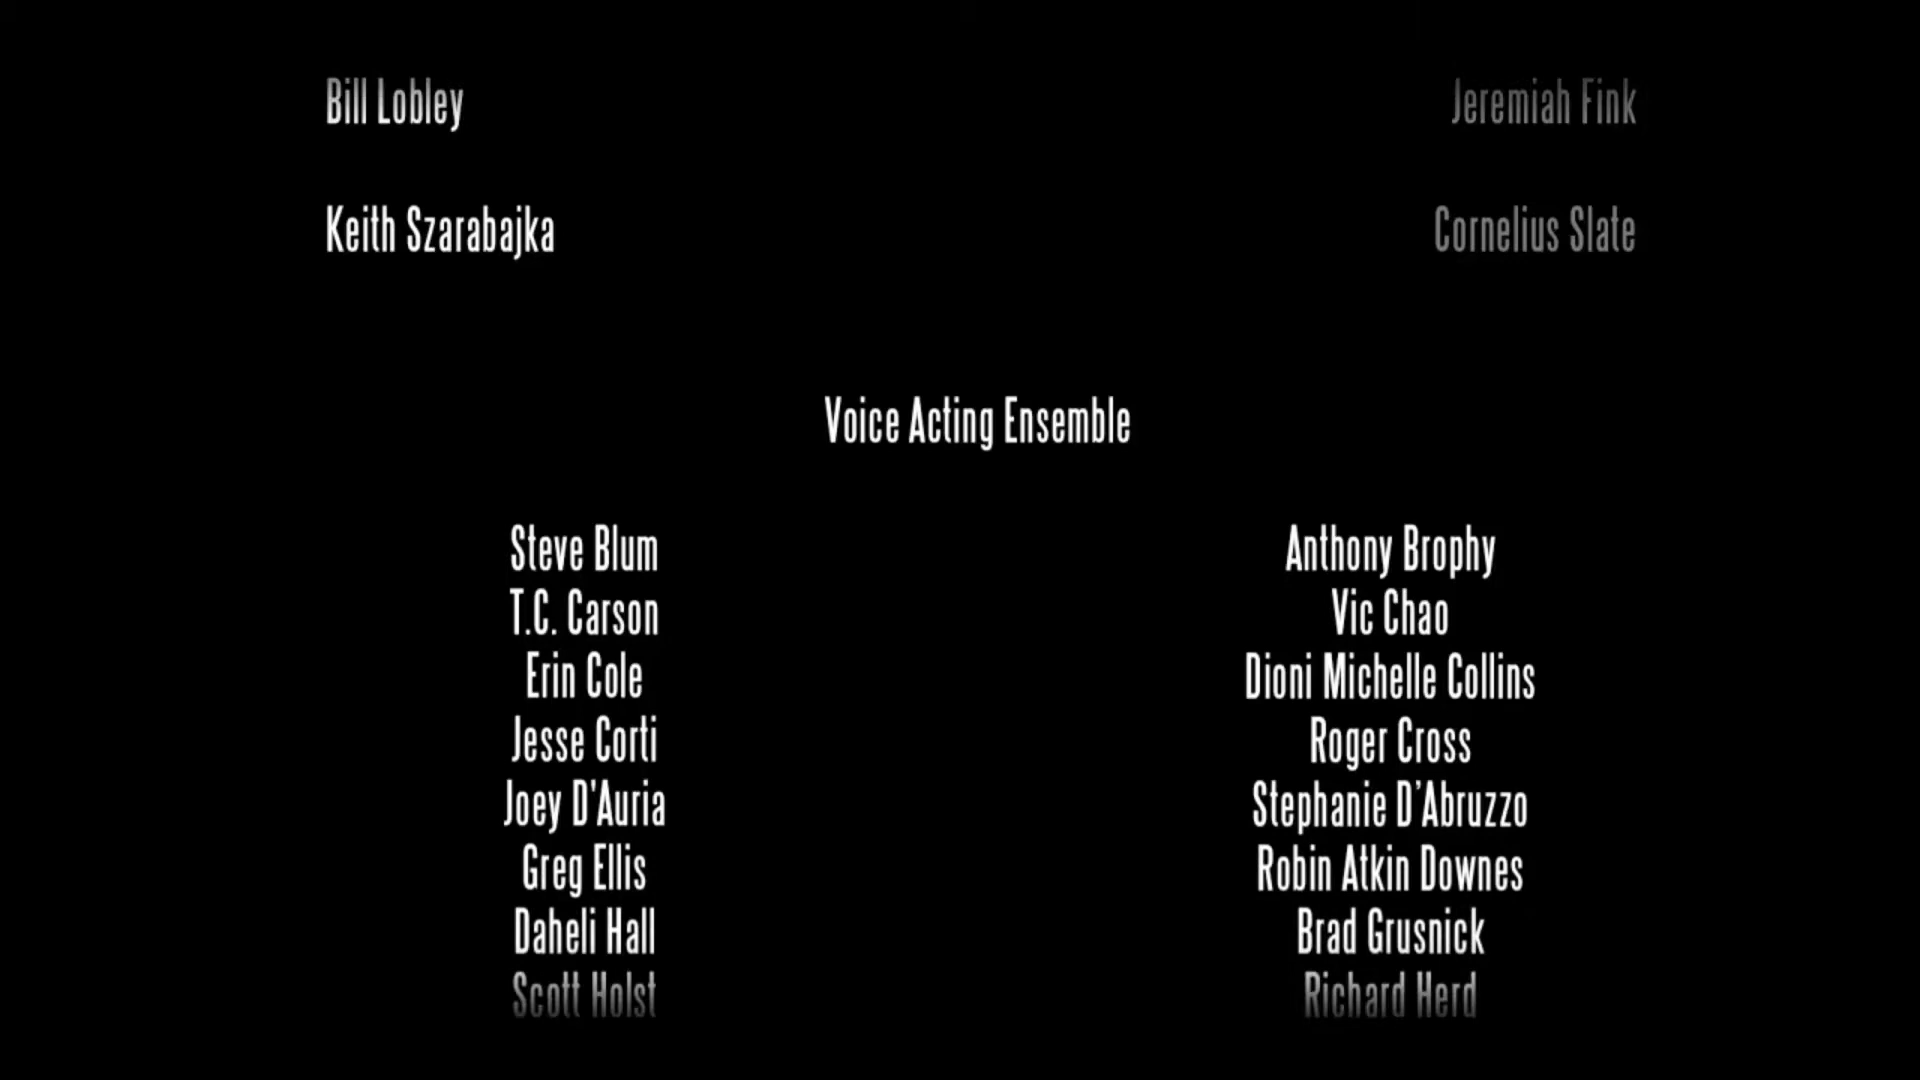 Bill Lobley Jeremiah Fink
Keith Szarabajka Cornelius Slate
Voice Acting Ensemble
Steve Blum Anthony Brophy
T.C. Carson Vic Chao
Erin Cole Dioni Michelle Collins
Jesse Corti Roger Cross
Joey D'Auria Stephanie D’Abruzzo
Greg Ellis Robin Atkin Downes
Daheli Hall Brad Grusnick
Scott Holst Richard Herd